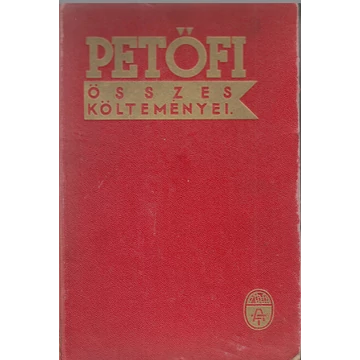 PETŐFI
ÖSSZES
KÖLTEMÉNYEI.